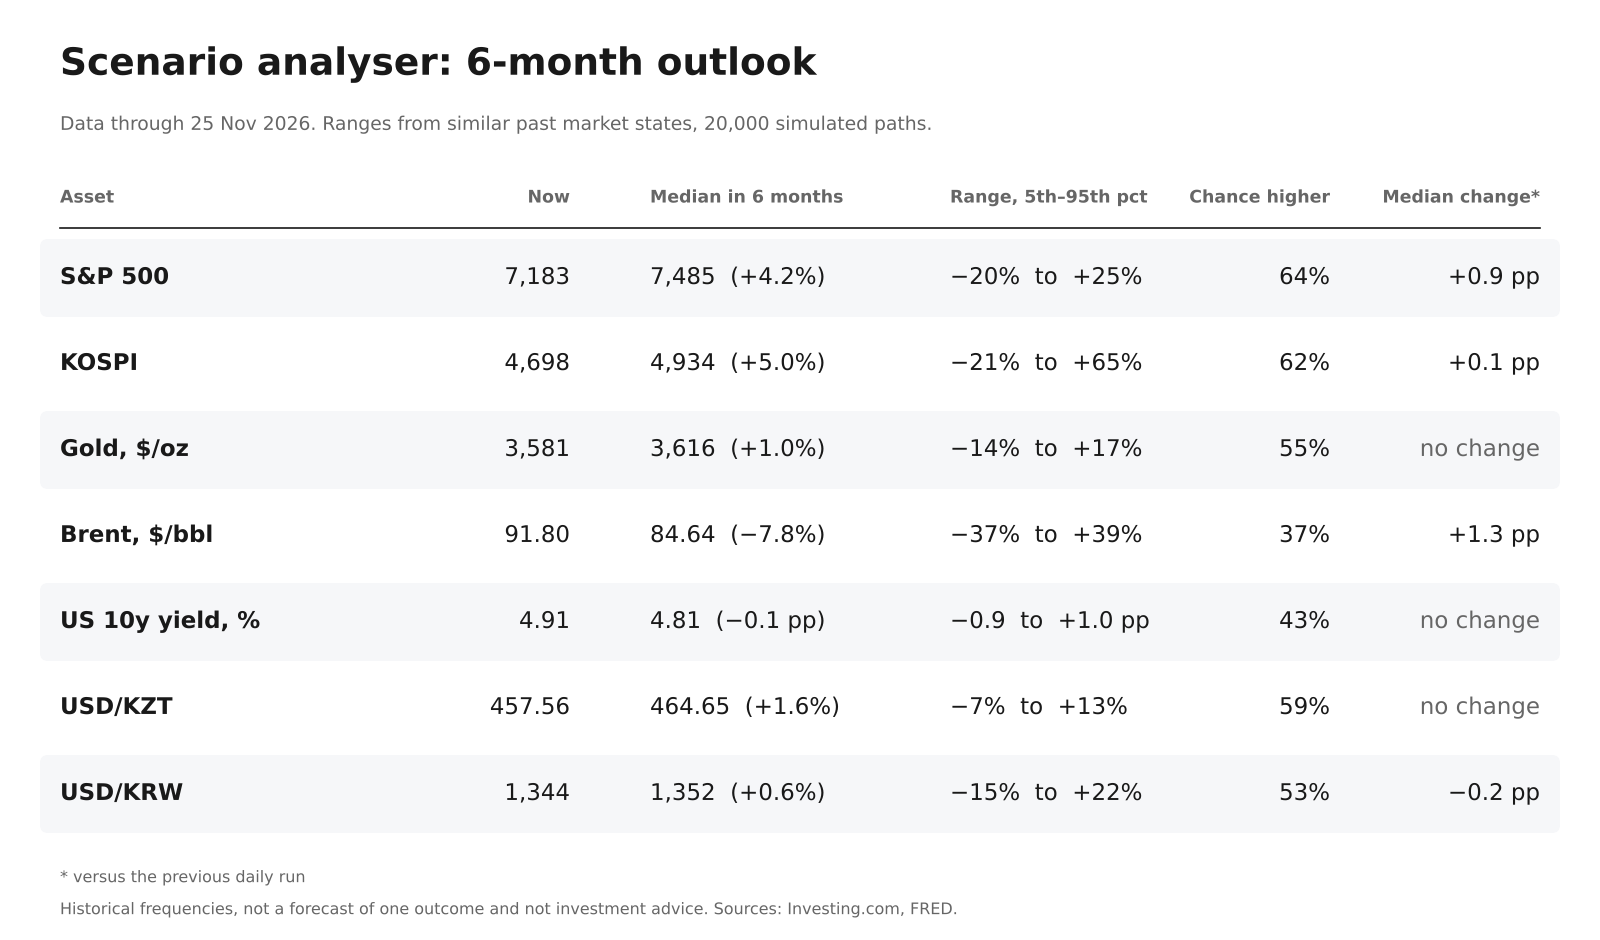 Scenario analyser: 6-month outlook
Data through 25 Nov 2026. Ranges from similar past market states, 20,000 simulated paths.
Asset Now Median in 6 months Range, 5th–95th pct Chance higher Median change*
S&P 500 7,183 7,485 (+4.2%) −20% to +25% 64% +0.9 pp
KOSPI 4,698 4,934 (+5.0%) −21% to +65% 62% +0.1 pp
Gold, $/oz 3,581 3,616 (+1.0%) −14% to +17% 55% no change
Brent, $/bbl 91.80 84.64 (−7.8%) −37% to +39% 37% +1.3 pp
US 10y yield, % 4.91 4.81 (−0.1 pp) −0.9 to +1.0 pp 43% no change
USD/KZT 457.56 464.65 (+1.6%) −7% to +13% 59% no change
USD/KRW 1,344 1,352 (+0.6%) −15% to +22% 53% −0.2 pp
* versus the previous daily run
Historical frequencies, not a forecast of one outcome and not investment advice. Sources: Investing.com, FRED.